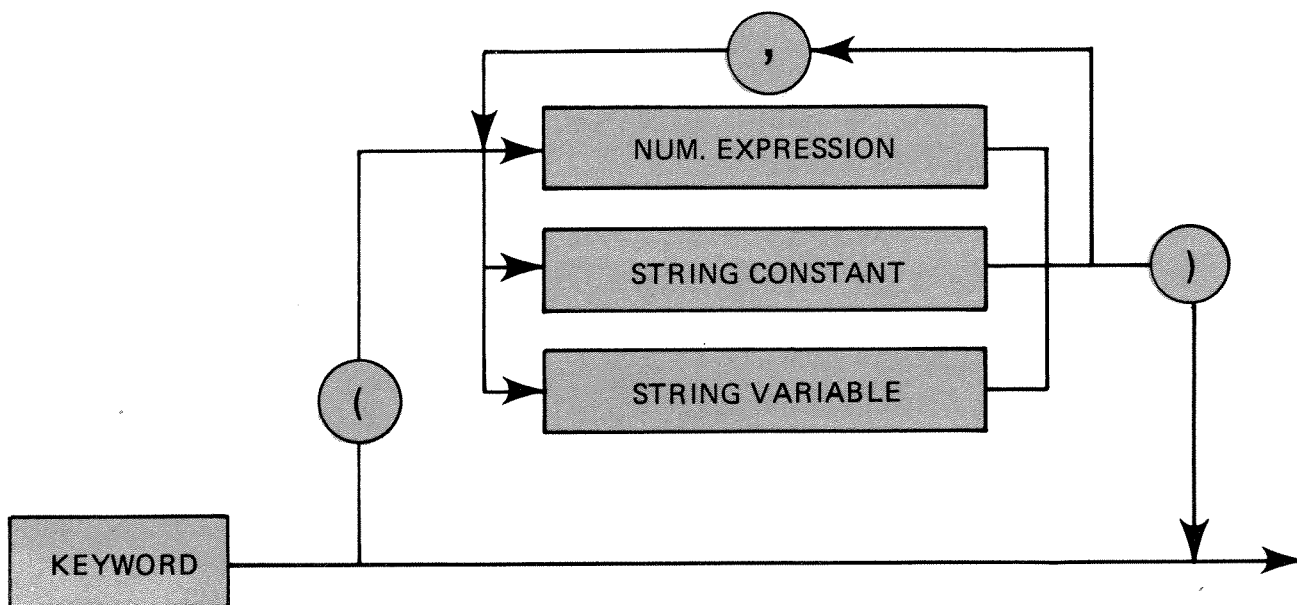 ,
NUM. EXPRESSION
STRING CONSTANT
)
STRING VARIABLE
(
KEYWORD